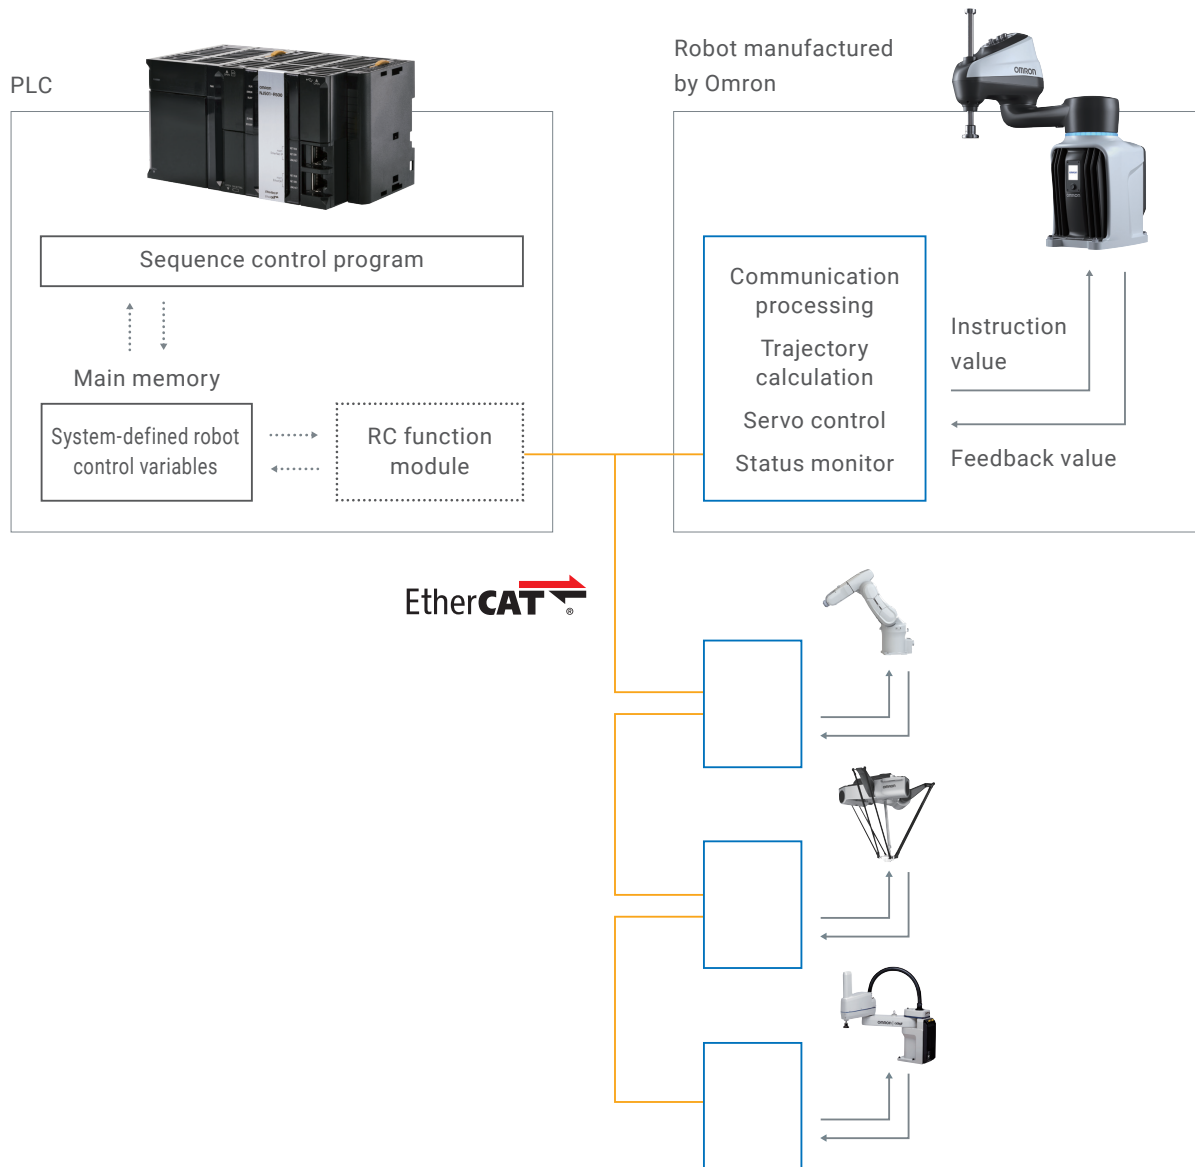 PLC
Robot manufactured
by Omron
OMRON
Sequence control program
Main memory
System-defined robot
control variables
RC function
module
Communication
processing
Trajectory
calculation
Servo control
Status monitor
Instruction
value
Feedback value
EtherCAT®